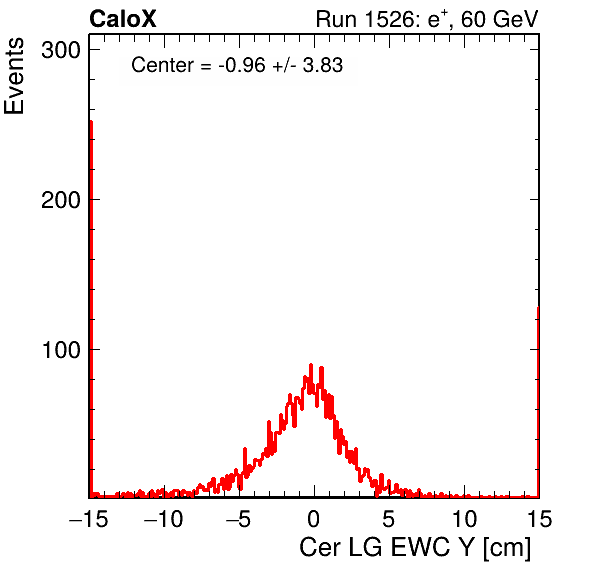 CaloX Run 1526: e⁺, 60 GeV
Center = -0.96 +/- 3.83
Events
300
200
100
−15 −10 −5 0 5 10 15
Cer LG EWC Y [cm]